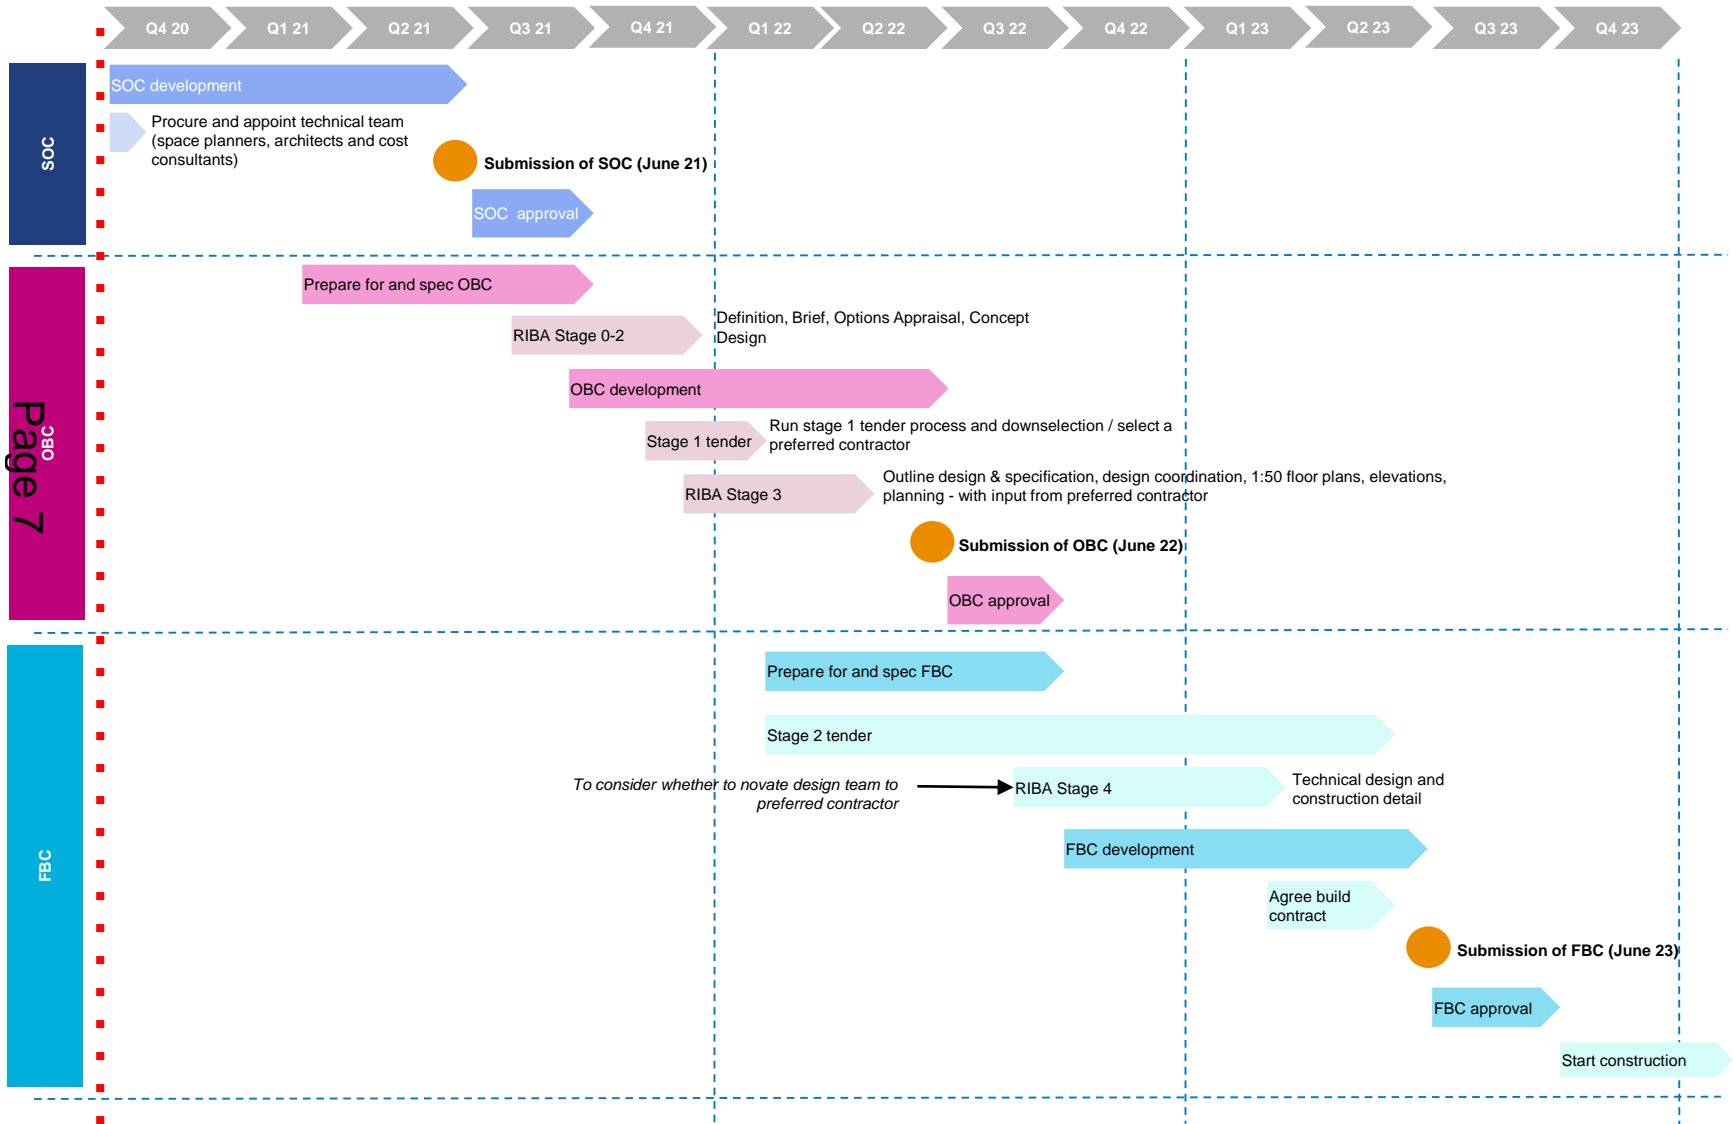 Q4 20 Q1 21 Q2 21 Q3 21 Q4 21 Q1 22 Q2 22 Q3 22 Q4 22 Q1 23 Q2 23 Q3 23 Q4 23
SOC
SOC development
Procure and appoint technical team
(space planners, architects and cost
consultants)
Submission of SOC (June 21)
SOC approval
OBC
Page 7
Prepare for and spec OBC
RIBA Stage 0-2
Definition, Brief, Options Appraisal, Concept
Design
OBC development
Stage 1 tender
Run stage 1 tender process and downselection / select a
preferred contractor
RIBA Stage 3
Outline design & specification, design coordination, 1:50 floor plans, elevations,
planning - with input from preferred contractor
Submission of OBC (June 22)
OBC approval
FBC
Prepare for and spec FBC
Stage 2 tender
To consider whether to novate design team to
preferred contractor
RIBA Stage 4
Technical design and
construction detail
FBC development
Agree build
contract
Submission of FBC (June 23)
FBC approval
Start construction